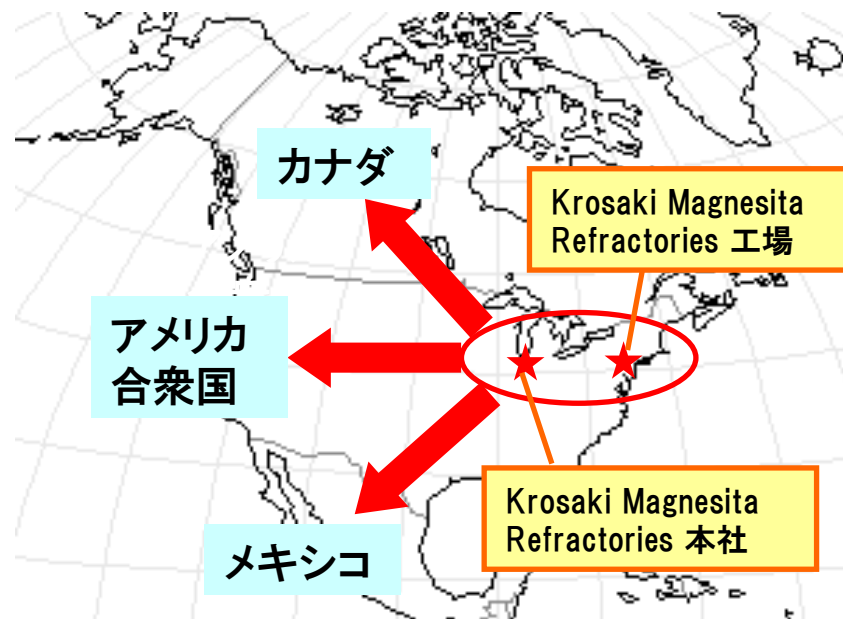 カナダ
Krosaki Magnesita
Refractories 工場
アメリカ
合衆国
Krosaki Magnesita
Refractories 本社
メキシコ